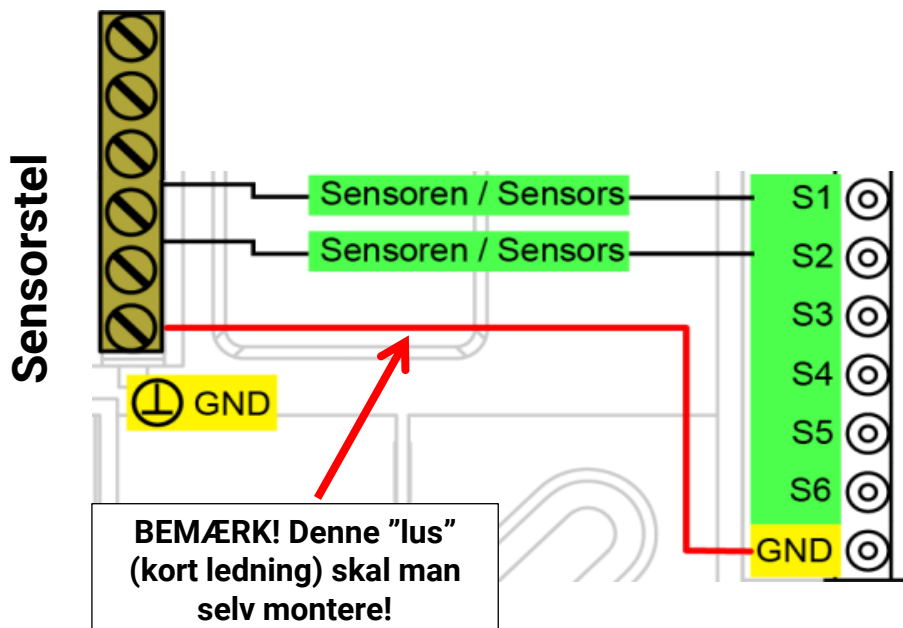 Sensorstel
Sensoren / Sensors
S1
Sensoren / Sensors
S2
S3
S4
GND
S5
S6
GND
BEMÆRK! Denne ”lus”
(kort ledning) skal man
selv montere!